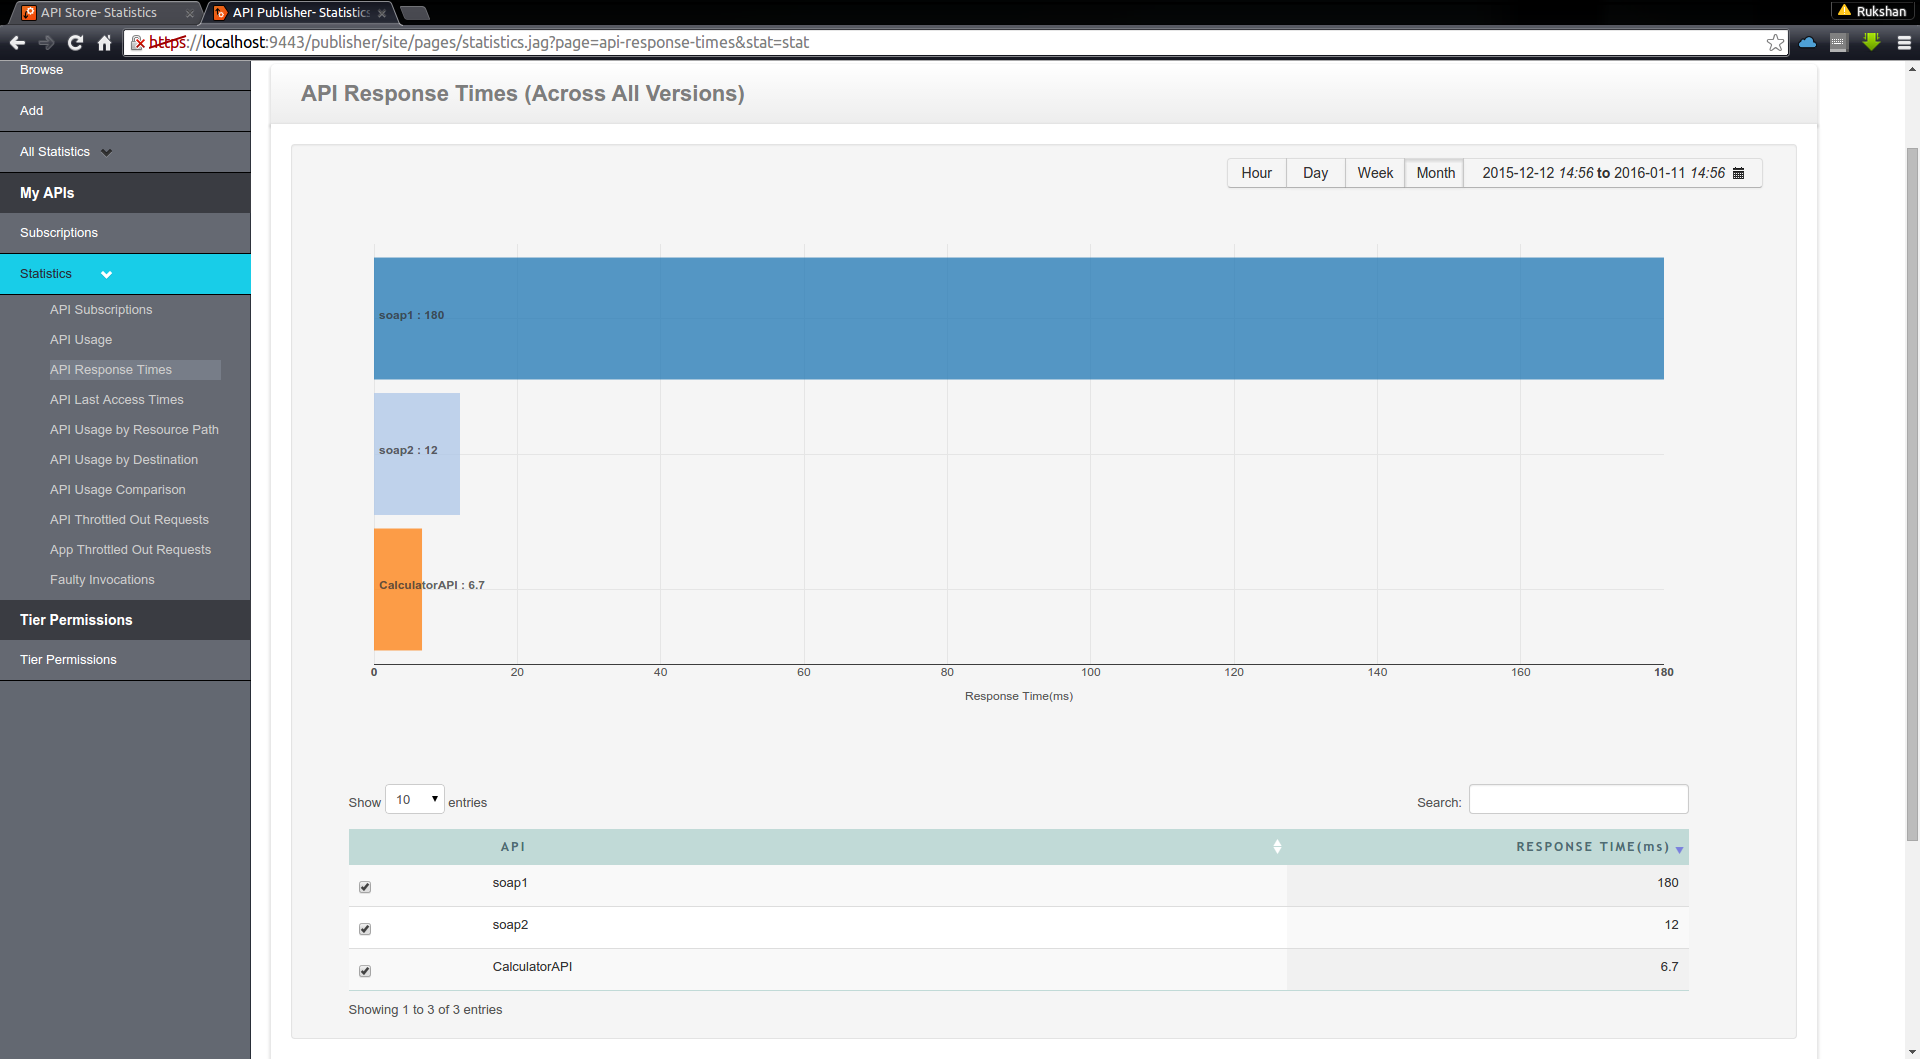 API Store- Statistics
API Publisher- Statistics
Rukshan
https://localhost:9443/publisher/site/pages/statistics.jag?page=api-response-times&stat=stat
Browse
Add
All Statistics
My APIs
Subscriptions
Statistics
API Subscriptions
API Usage
API Response Times
API Last Access Times
API Usage by Resource Path
API Usage by Destination
API Usage Comparison
API Throttled Out Requests
App Throttled Out Requests
Faulty Invocations
Tier Permissions
Tier Permissions
API Response Times (Across All Versions)
Hour Day Week Month 2015-12-12 14:56 to 2016-01-11 14:56
soap1 : 180
soap2 : 12
CalculatorAPI : 6.7
0 20 40 60 80 100 120 140 160 180
Response Time(ms)
Show 10 entries
Search:
API RESPONSE TIME(ms)
soap1 180
soap2 12
CalculatorAPI 6.7
Showing 1 to 3 of 3 entries